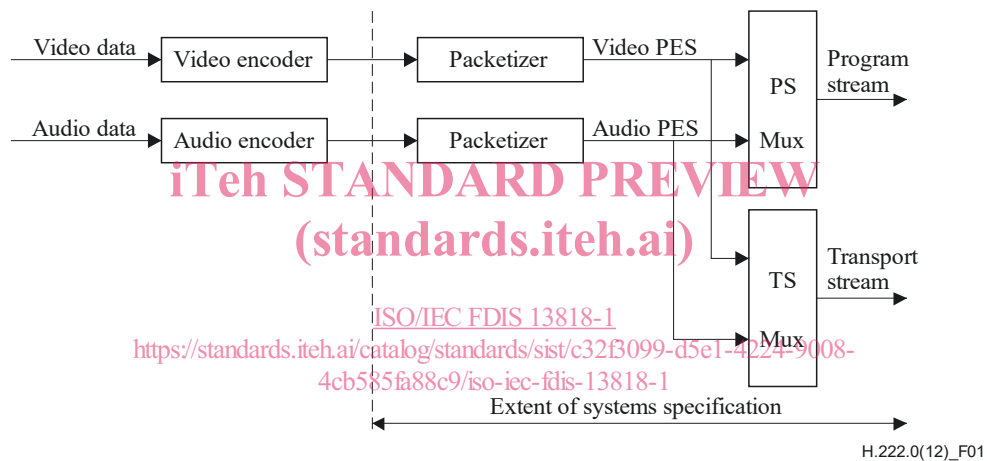 Video data
Video encoder
Packetizer
Video PES
PS
Mux
Program
stream
Audio data
Audio encoder
Packetizer
Audio PES
iTeh STANDARD PREVIEW
(standards.iteh.ai)
TS
Mux
Transport
stream
ISO/IEC FDIS 13818-1
https://standards.iteh.ai/catalog/standards/sist/c32f3099-d5e1-4224-9008-
4cb585fa88c9/iso-iec-fdis-13818-1
Extent of systems specification
H.222.0(12)_F01